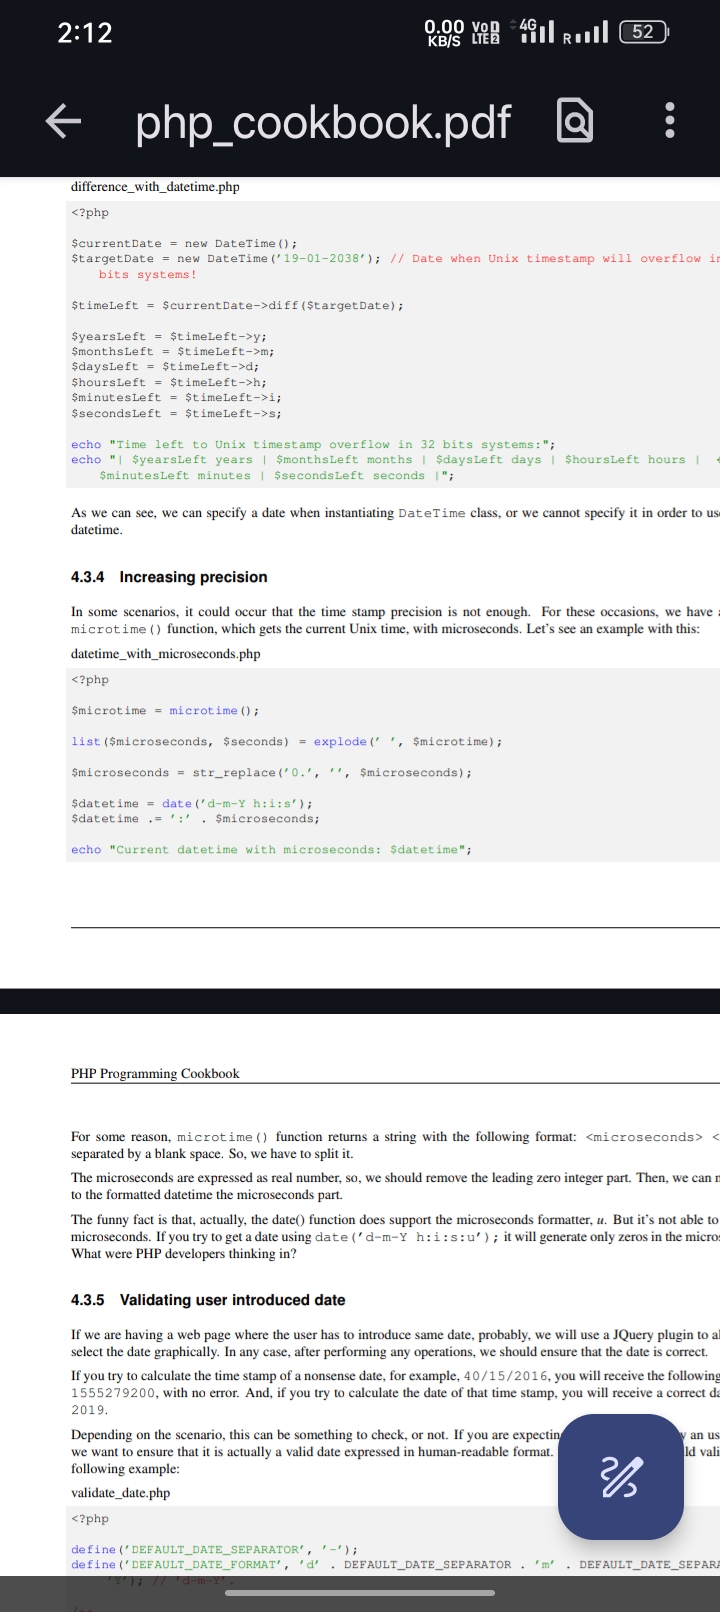 2:12
0.00 KB/S
Vo LTE2
4G
R
52
php_cookbook.pdf
difference_with_datetime.php
<?php
$currentDate = new DateTime();
$targetDate = new DateTime('19-01-2038'); // Date when Unix timestamp will overflow in
bits systems!
$timeLeft = $currentDate->diff($targetDate);
$yearsLeft = $timeLeft->y;
$monthsLeft = $timeLeft->m;
$daysLeft = $timeLeft->d;
$hoursLeft = $timeLeft->h;
$minutesLeft = $timeLeft->i;
$secondsLeft = $timeLeft->s;
echo "Time left to Unix timestamp overflow in 32 bits systems:";
echo "| $yearsLeft years | $monthsLeft months | $daysLeft days | $hoursLeft hours |
$minutesLeft minutes | $secondsLeft seconds |";
As we can see, we can specify a date when instantiating DateTime class, or we cannot specify it in order to us
datetime.
4.3.4 Increasing precision
In some scenarios, it could occur that the time stamp precision is not enough. For these occasions, we have
microtime() function, which gets the current Unix time, with microseconds. Let's see an example with this:
datetime_with_microseconds.php
<?php
$microtime = microtime();
list($microseconds, $seconds) = explode(' ', $microtime);
$microseconds = str_replace('0.', '', $microseconds);
$datetime = date('d-m-Y h:i:s');
$datetime .= ':' . $microseconds;
echo "Current datetime with microseconds: $datetime";
PHP Programming Cookbook
For some reason, microtime() function returns a string with the following format: <microseconds> <
separated by a blank space. So, we have to split it.
The microseconds are expressed as real number, so, we should remove the leading zero integer part. Then, we can
to the formatted datetime the microseconds part.
The funny fact is that, actually, the date() function does support the microseconds formatter, u. But it's not able to
microseconds. If you try to get a date using date('d-m-Y h:i:s:u'); it will generate only zeros in the micros
What were PHP developers thinking in?
4.3.5 Validating user introduced date
If we are having a web page where the user has to introduce same date, probably, we will use a JQuery plugin to al
select the date graphically. In any case, after performing any operations, we should ensure that the date is correct.
If you try to calculate the time stamp of a nonsense date, for example, 40/15/2016, you will receive the following
1555279200, with no error. And, if you try to calculate the date of that time stamp, you will receive a correct da
2019.
Depending on the scenario, this can be something to check, or not. If you are expectin an us
we want to ensure that it is actually a valid date expressed in human-readable format. ld vali
following example:
validate_date.php
<?php
define('DEFAULT_DATE_SEPARATOR', '-');
define('DEFAULT_DATE_FORMAT', 'd' . DEFAULT_DATE_SEPARATOR . 'm' . DEFAULT_DATE_SEPARA
'Y'); // 'd-m-Y'.